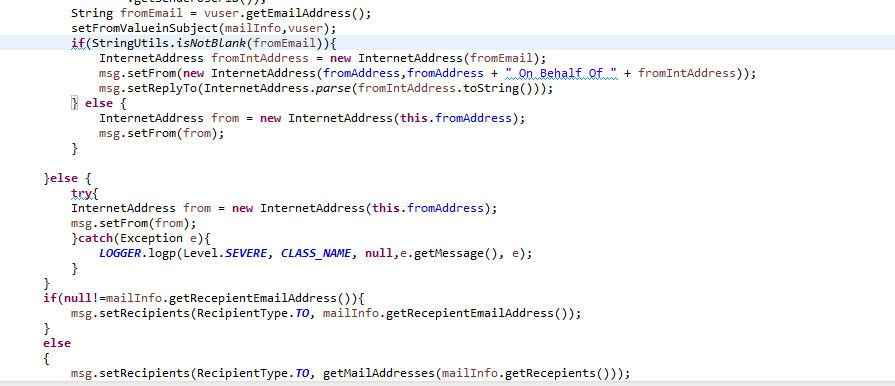 .getSenderUserId());
String fromEmail = vuser.getEmailAddress();
setFromValueinSubject(mailInfo,vuser);
if(StringUtils.isNotBlank(fromEmail)){
InternetAddress fromIntAddress = new InternetAddress(fromEmail);
msg.setFrom(new InternetAddress(fromAddress,fromAddress + " On Behalf Of " + fromIntAddress));
msg.setReplyTo(InternetAddress.parse(fromIntAddress.toString()));
} else {
InternetAddress from = new InternetAddress(this.fromAddress);
msg.setFrom(from);
}
}else {
try{
InternetAddress from = new InternetAddress(this.fromAddress);
msg.setFrom(from);
}catch(Exception e){
LOGGER.logp(Level.SEVERE, CLASS_NAME, null,e.getMessage(), e);
}
}
if(null!=mailInfo.getRecepientEmailAddress()){
msg.setRecipients(RecipientType.TO, mailInfo.getRecepientEmailAddress());
}
else
{
msg.setRecipients(RecipientType.TO, getMailAddresses(mailInfo.getRecepients()));